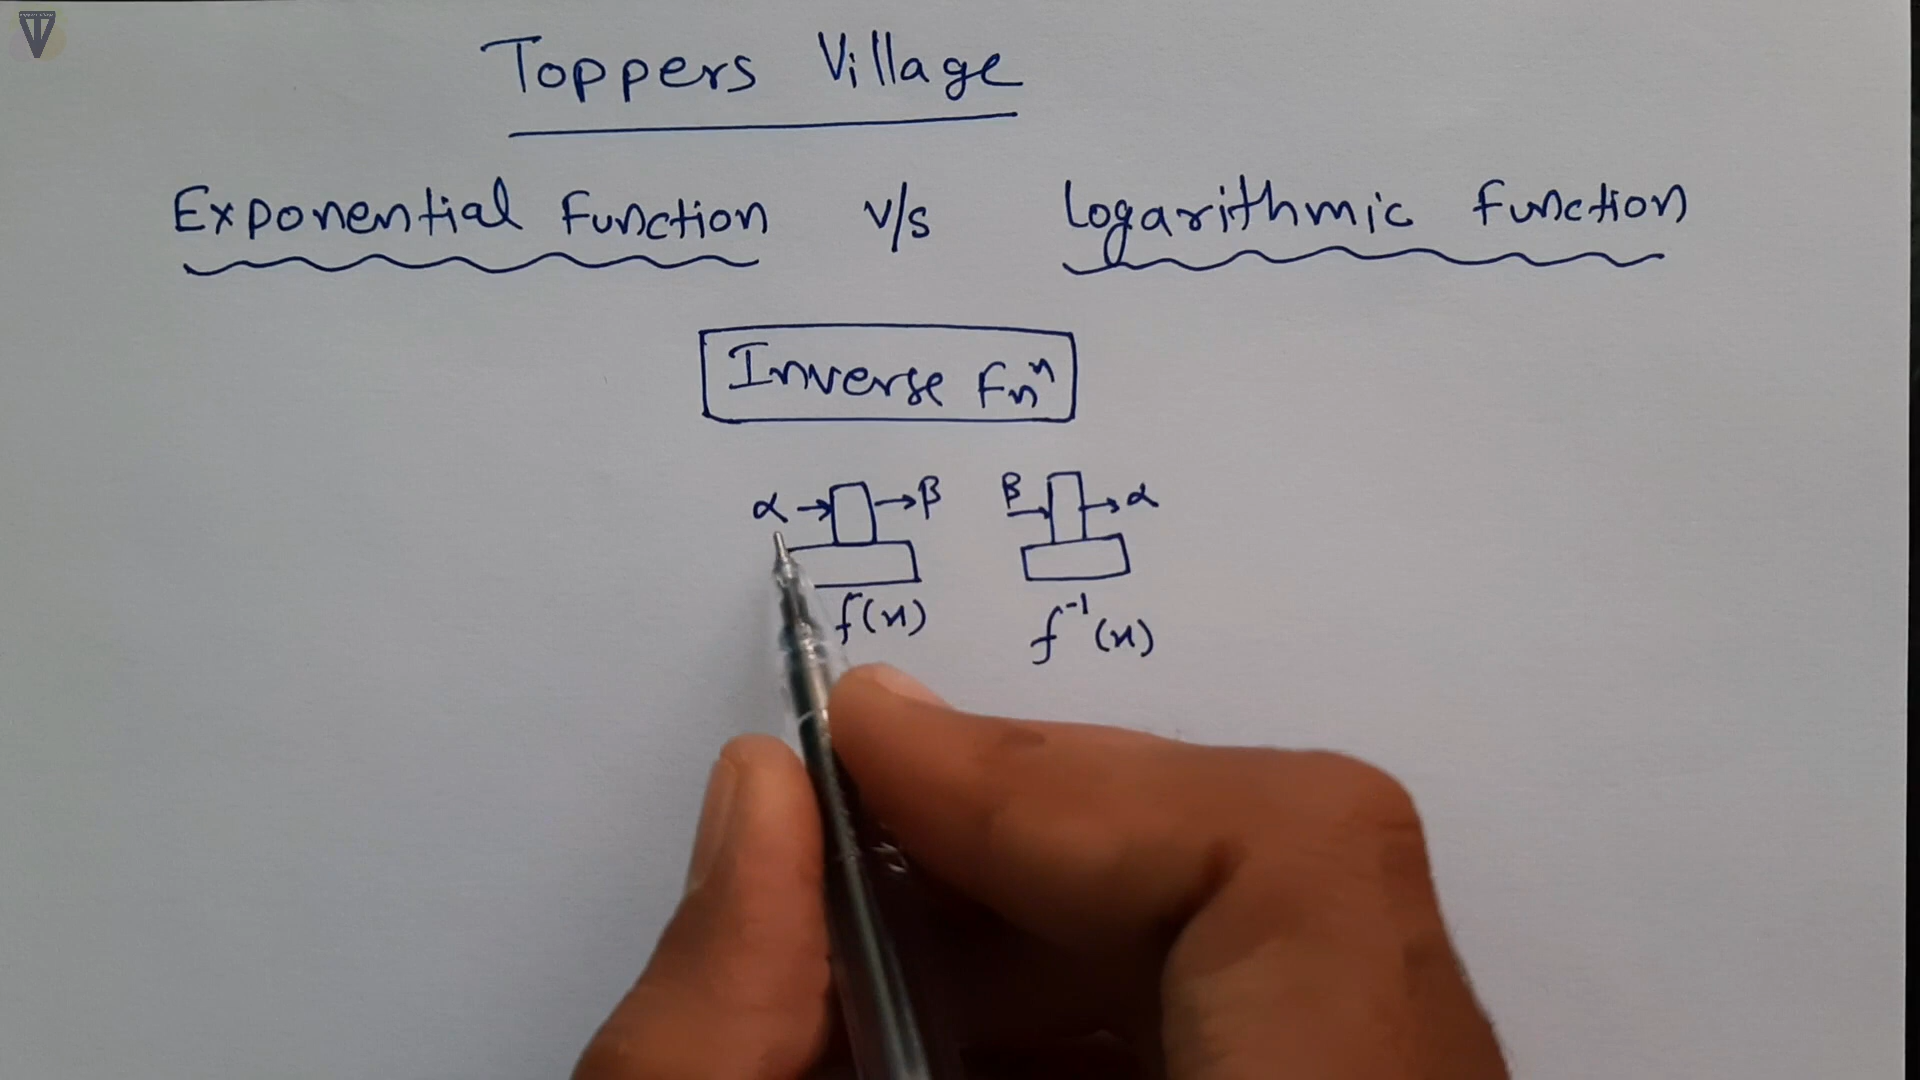 Toppers Village
Exponential Function v/s Logarithmic Function
Inverse Fnⁿ
α → → β β → α
f(x) f⁻¹(x)